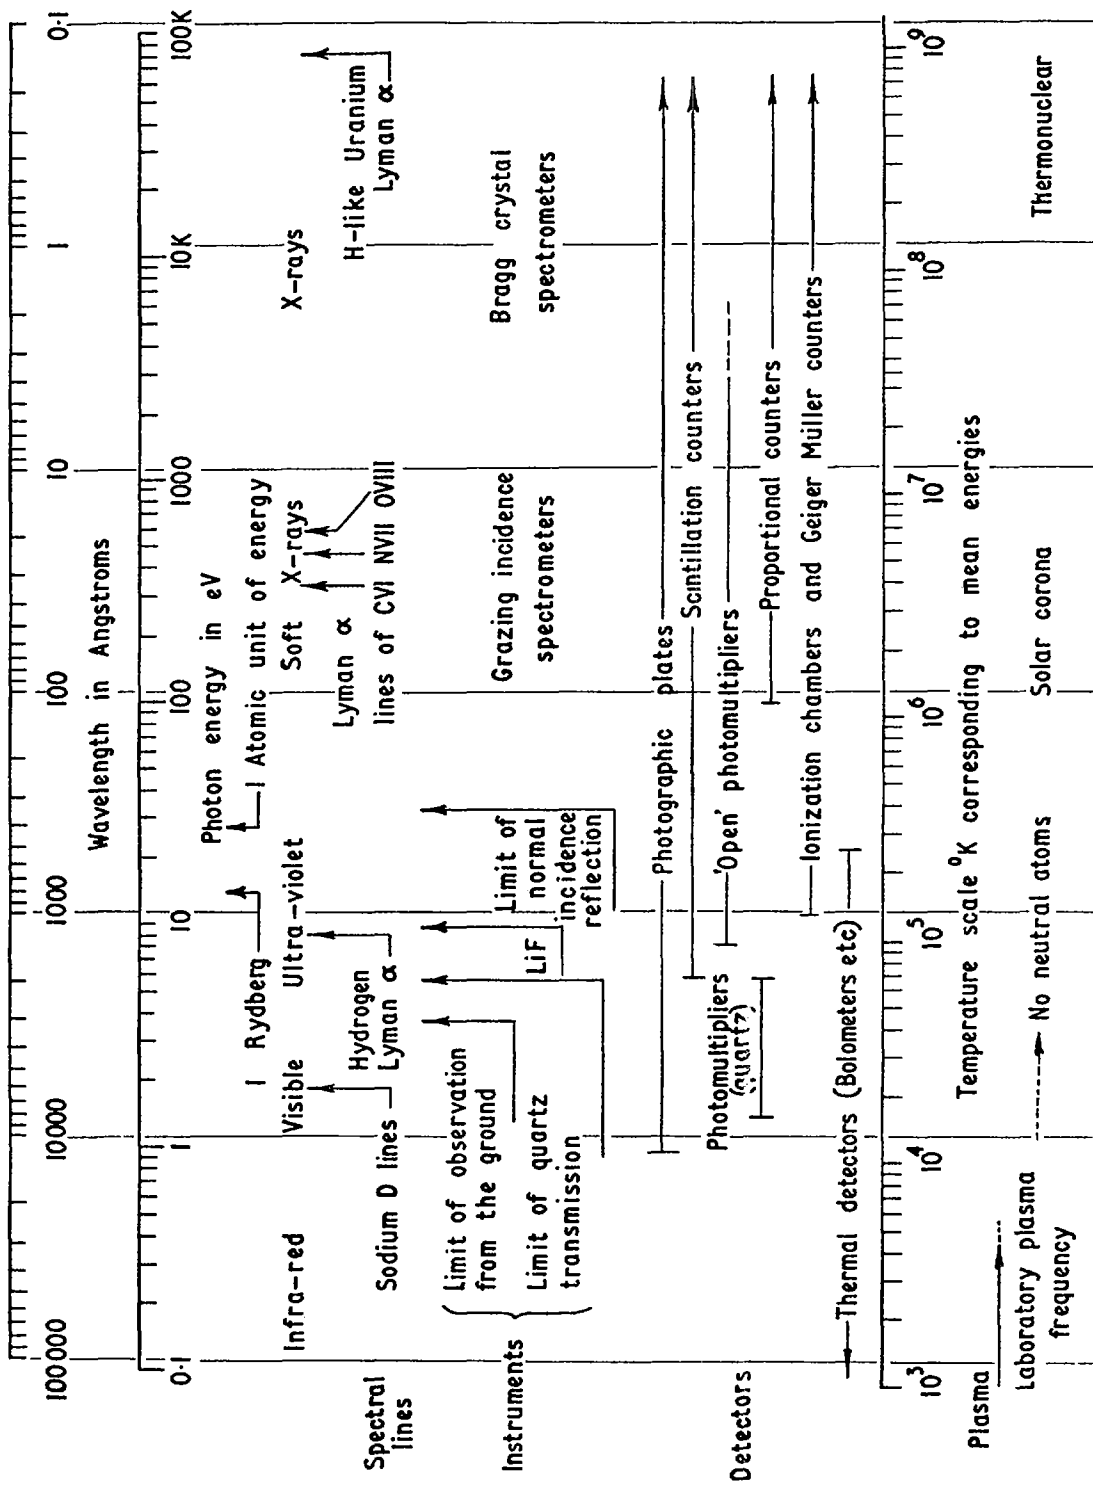 100000 10000 1000 100 10 1 0·1
Wavelength in Angstroms
0·1 1 10 100 1000 10K 100K
Photon energy in eV
1 Rydberg
1 Atomic unit of energy
Infra-red Visible Ultra-violet Soft X-rays X-rays
Spectral lines
Sodium D lines
Hydrogen
Lyman α
Lyman α
lines of CVI NVII OVIII
H-like Uranium
Lyman α
Instruments
Limit of observation
from the ground
Limit of quartz
transmission
LiF
Limit of
normal
incidence
reflection
Grazing incidence
spectrometers
Bragg crystal
spectrometers
Detectors
Photographic plates
Scintillation counters
Photomultipliers
(quartz)
'Open' photomultipliers
Proportional counters
Ionization chambers and Geiger Müller counters
Thermal detectors (Bolometers etc)
10³ 10⁴ 10⁵ 10⁶ 10⁷ 10⁸ 10⁹
Temperature scale °K corresponding to mean energies
Plasma
Laboratory plasma
frequency
No neutral atoms
Solar corona
Thermonuclear